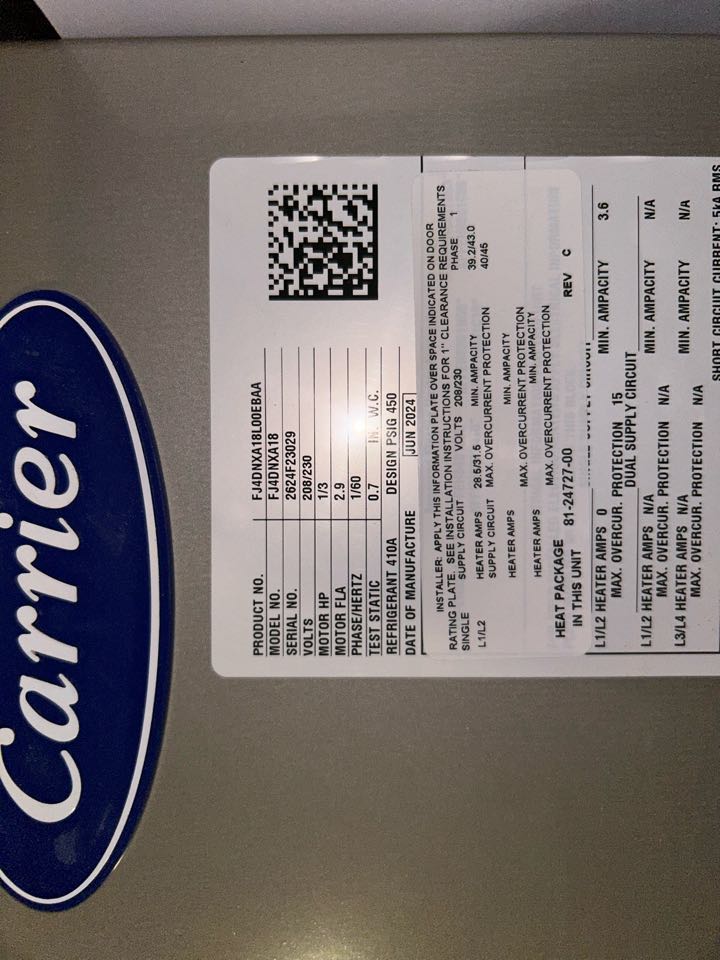 Carrier
PRODUCT NO. FJ4DNXA18L00EBAA
MODEL NO. FJ4DNXA18
SERIAL NO. 2624F23029
VOLTS 208/230
MOTOR HP 1/3
MOTOR FLA 2.9
PHASE/HERTZ 1/60
TEST STATIC 0.7 IN. W.C.
REFRIGERANT 410A DESIGN PSIG 450
DATE OF MANUFACTURE JUN 2024
INSTALLER: APPLY THIS INFORMATION PLATE OVER SPACE INDICATED ON DOOR
RATING PLATE. SEE INSTALLATION INSTRUCTIONS FOR 1" CLEARANCE REQUIREMENTS
SINGLE SUPPLY CIRCUIT VOLTS 208/230 PHASE 1
L1/L2 HEATER AMPS 28.5/31.5 MIN. AMPACITY 39.2/43.0
SUPPLY CIRCUIT MAX. OVERCURRENT PROTECTION 40/45
HEATER AMPS MIN. AMPACITY
MAX. OVERCURRENT PROTECTION
HEATER AMPS MIN. AMPACITY
MAX. OVERCURRENT PROTECTION
HEAT PACKAGE 81-24727-00 REV C
IN THIS UNIT
L1/L2 HEATER AMPS 0 MIN. AMPACITY 3.6
MAX. OVERCUR. PROTECTION 15
DUAL SUPPLY CIRCUIT
L1/L2 HEATER AMPS N/A MIN. AMPACITY N/A
MAX. OVERCUR. PROTECTION N/A
L3/L4 HEATER AMPS N/A MIN. AMPACITY N/A
MAX. OVERCUR. PROTECTION N/A
SHORT CIRCUIT CURRENT: 5kA RMS